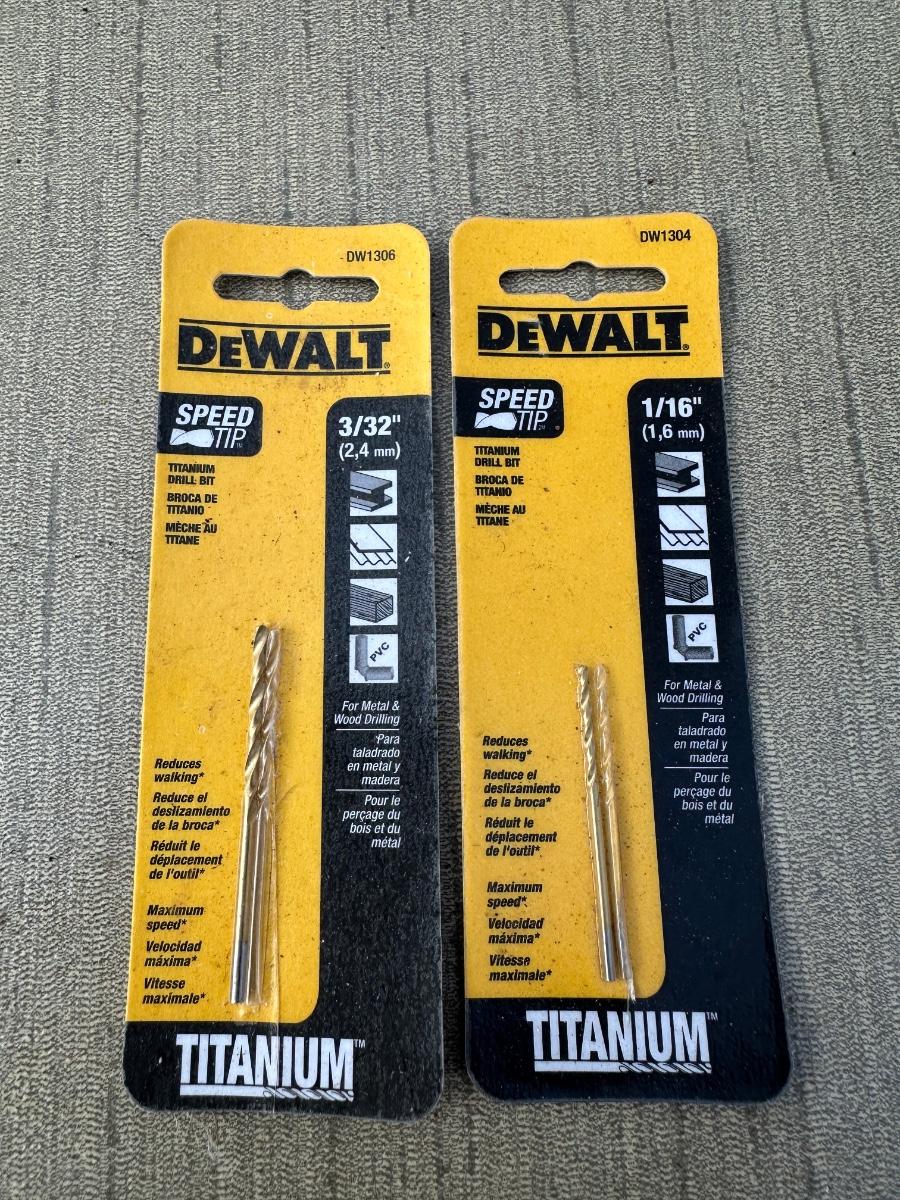 DW1306
DEWALT®
SPEED
TIP™
3/32"
(2,4 mm)
TITANIUM
DRILL BIT
BROCA DE
TITANIO
MÈCHE AU
TITANE
PVC
For Metal &
Wood Drilling
Para
taladrado
en metal y
madera
Pour le
perçage du
bois et du
métal
Reduces
walking*
Reduce el
deslizamiento
de la broca*
Réduit le
déplacement
de l'outil*
Maximum
speed*
Velocidad
máxima*
Vitesse
maximale*
TITANIUM™
DW1304
DEWALT®
SPEED
TIP™
1/16"
(1,6 mm)
TITANIUM
DRILL BIT
BROCA DE
TITANIO
MÈCHE AU
TITANE
PVC
For Metal &
Wood Drilling
Para
taladrado
en metal y
madera
Pour le
perçage du
bois et du
métal
Reduces
walking*
Reduce el
deslizamiento
de la broca*
Réduit le
déplacement
de l'outil*
Maximum
speed*
Velocidad
máxima*
Vitesse
maximale*
TITANIUM™